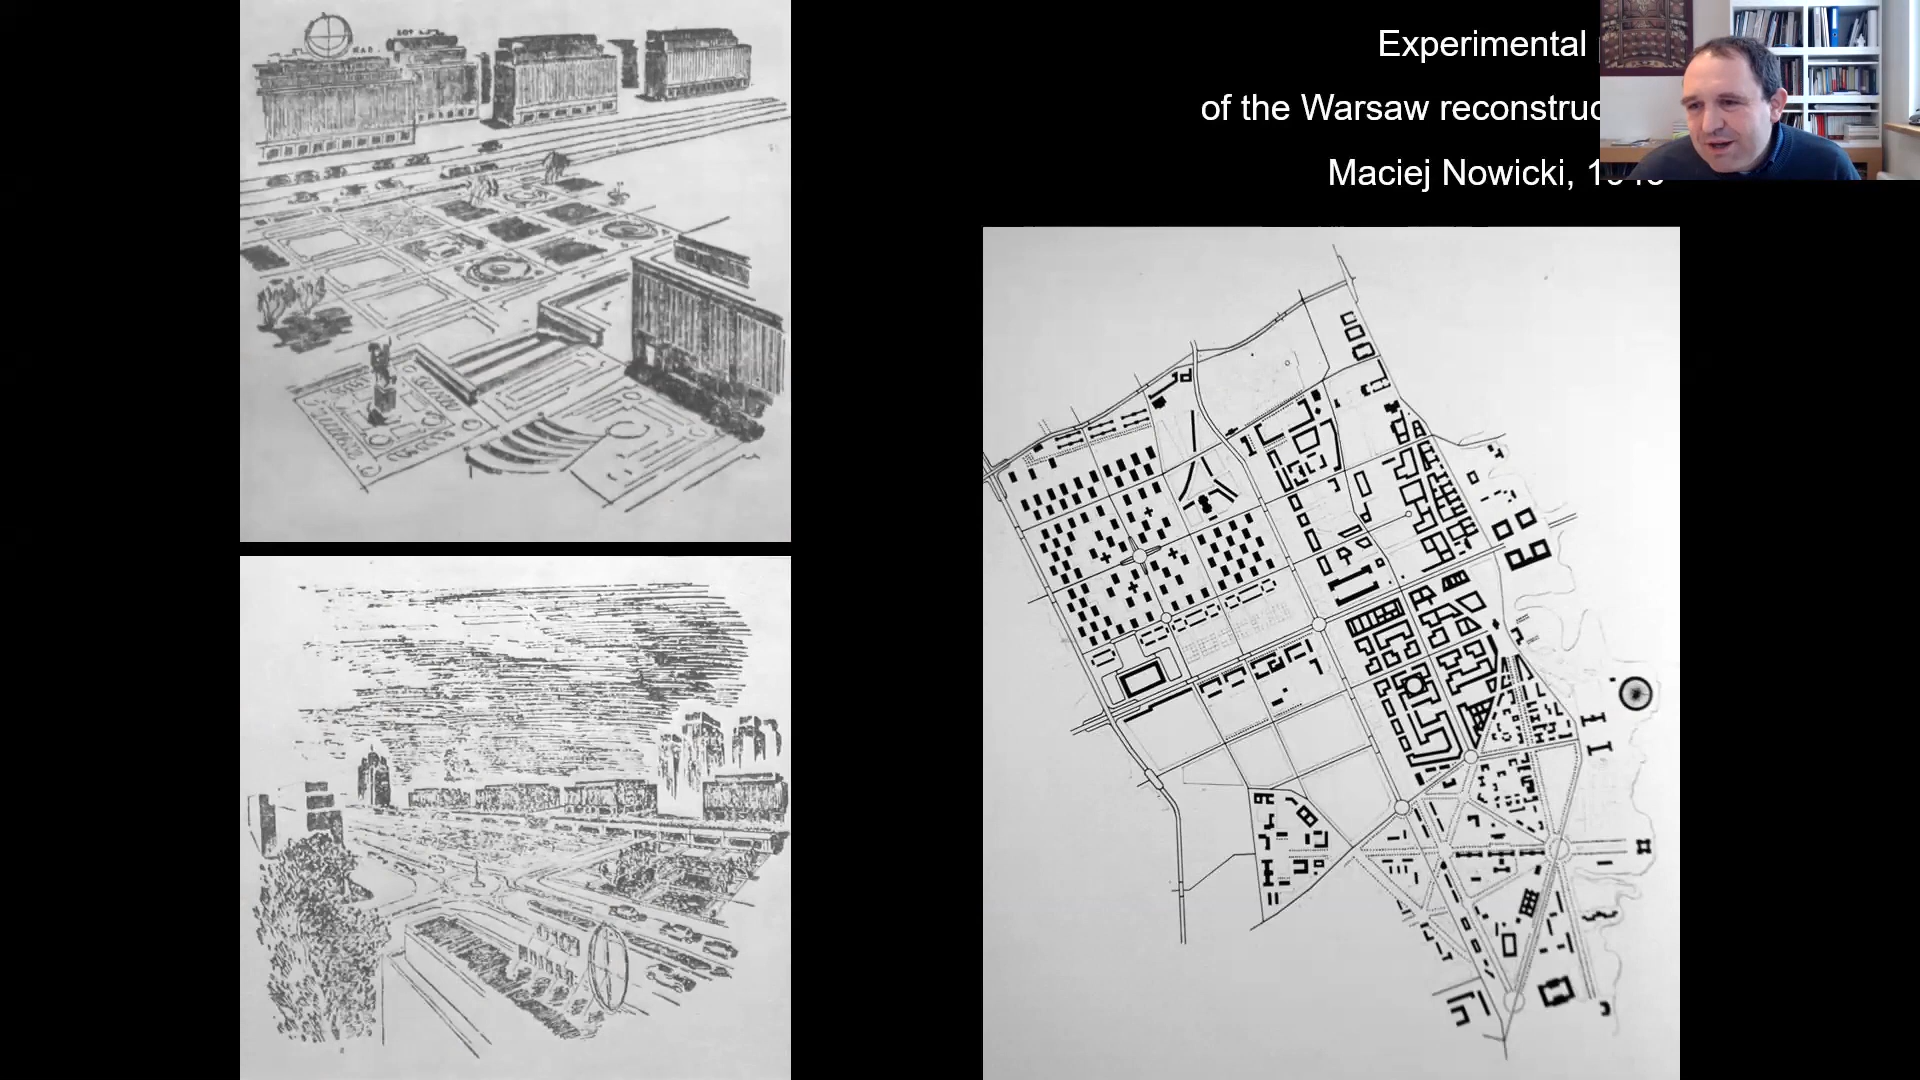 Experimental
of the Warsaw reconstruc
Maciej Nowicki,